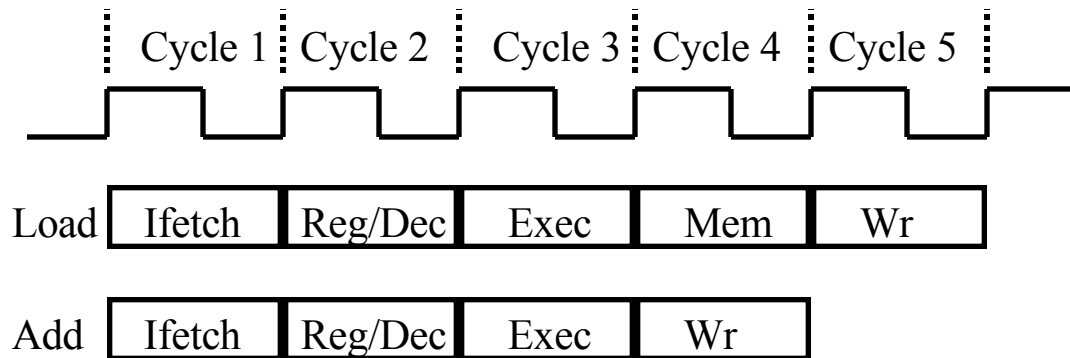 Cycle 1 Cycle 2 Cycle 3 Cycle 4 Cycle 5
Load Ifetch Reg/Dec Exec Mem Wr
Add Ifetch Reg/Dec Exec Wr